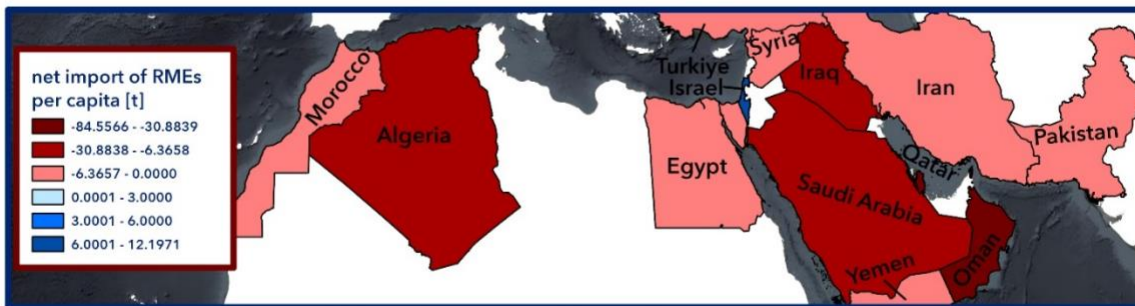 net import of RMEs
per capita [t]
-84.5566 - -30.8839
-30.8838 - -6.3658
-6.3657 - 0.0000
0.0001 - 3.0000
3.0001 - 6.0000
6.0001 - 12.1971
Morocco
Algeria
Turkiye
Syria
Israel
Iraq
Iran
Pakistan
Egypt
Qatar
Saudi Arabia
Yemen
Oman